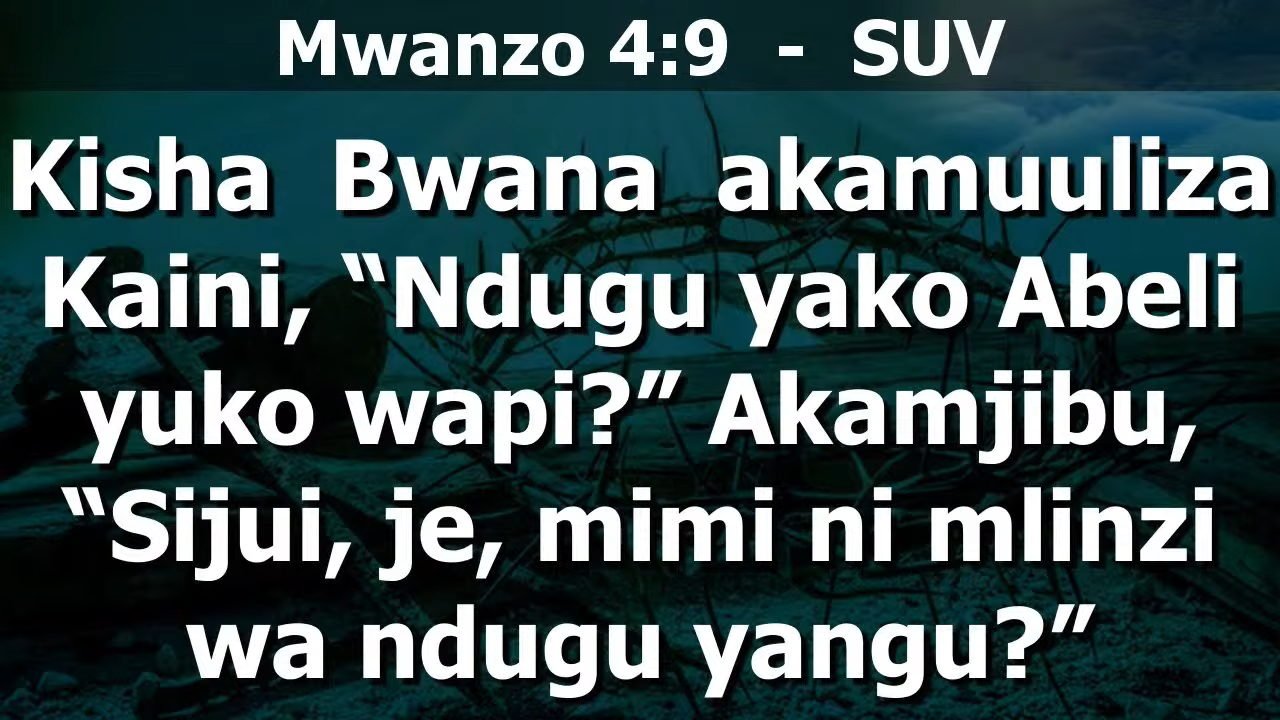 Mwanzo 4:9 - SUV
Kisha Bwana akamuuliza
Kaini, “Ndugu yako Abeli
yuko wapi?” Akamjibu,
“Sijui, je, mimi ni mlinzi
wa ndugu yangu?”